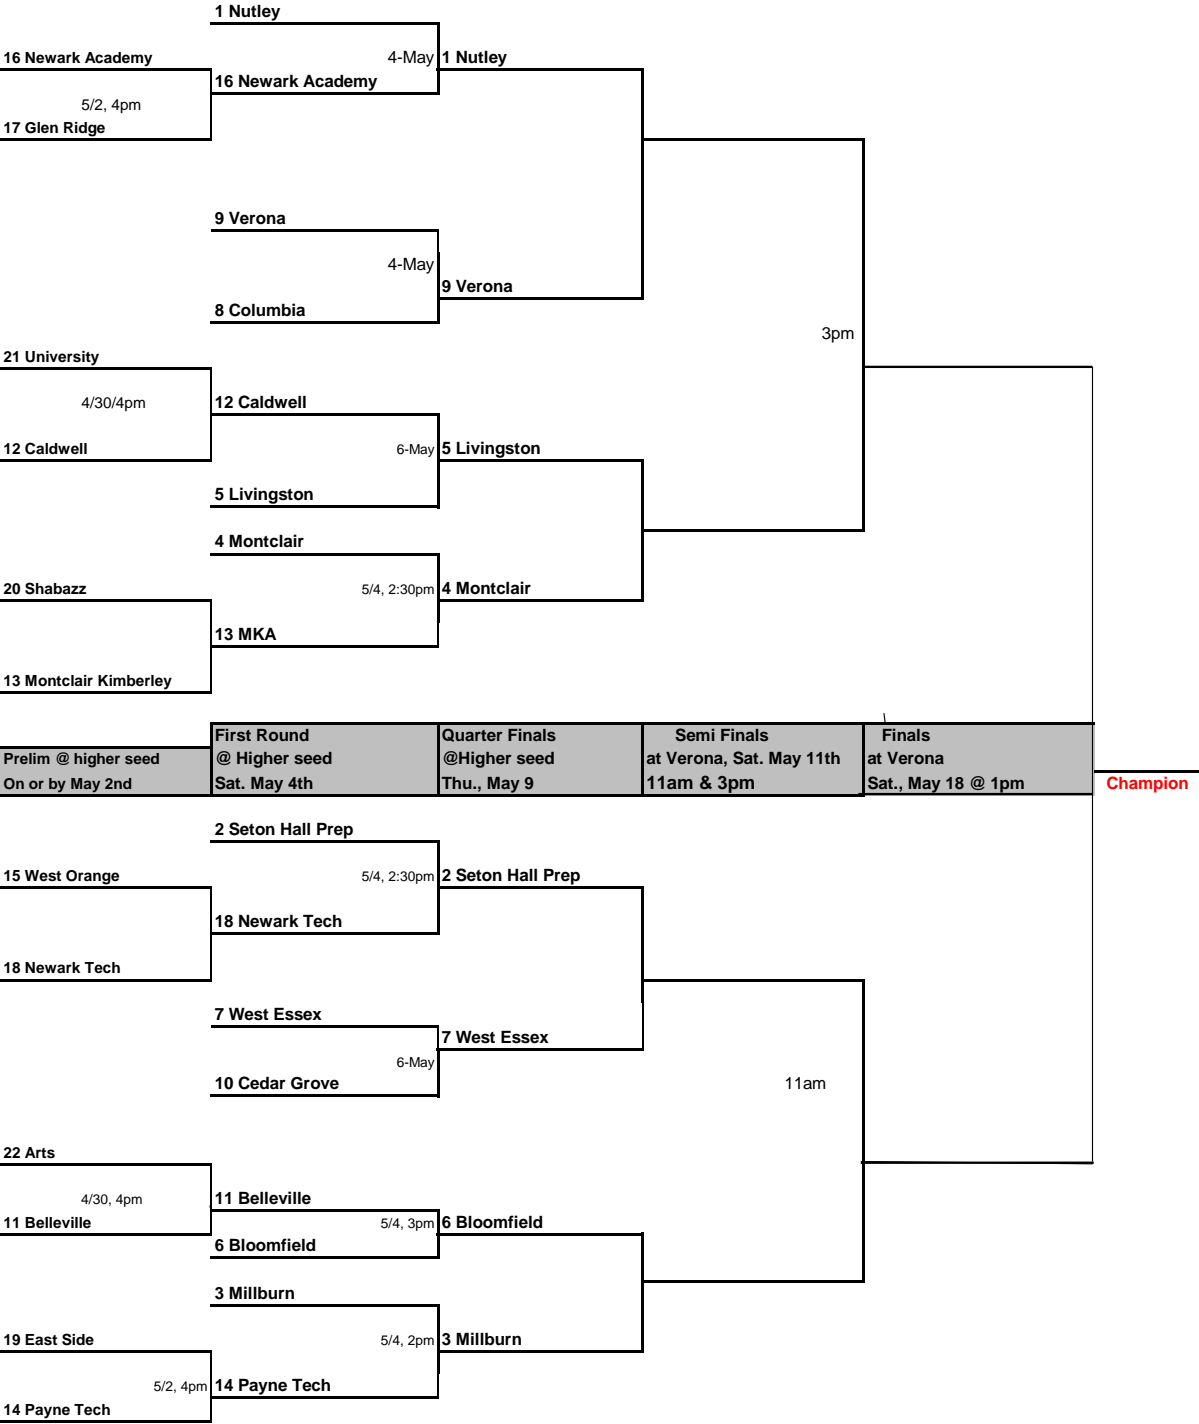 1 Nutley
16 Newark Academy
4-May
1 Nutley
16 Newark Academy
5/2, 4pm
17 Glen Ridge
9 Verona
4-May
9 Verona
8 Columbia
3pm
21 University
4/30/4pm
12 Caldwell
12 Caldwell
6-May
5 Livingston
5 Livingston
4 Montclair
20 Shabazz
5/4, 2:30pm
4 Montclair
13 MKA
13 Montclair Kimberley
Prelim @ higher seed
On or by May 2nd
First Round
@ Higher seed
Sat. May 4th
Quarter Finals
@Higher seed
Thu., May 9
Semi Finals
at Verona, Sat. May 11th
11am & 3pm
Finals
at Verona
Sat., May 18 @ 1pm
Champion
2 Seton Hall Prep
15 West Orange
5/4, 2:30pm
2 Seton Hall Prep
18 Newark Tech
18 Newark Tech
7 West Essex
7 West Essex
6-May
10 Cedar Grove
11am
22 Arts
4/30, 4pm
11 Belleville
11 Belleville
5/4, 3pm
6 Bloomfield
6 Bloomfield
3 Millburn
19 East Side
5/4, 2pm
3 Millburn
5/2, 4pm
14 Payne Tech
14 Payne Tech